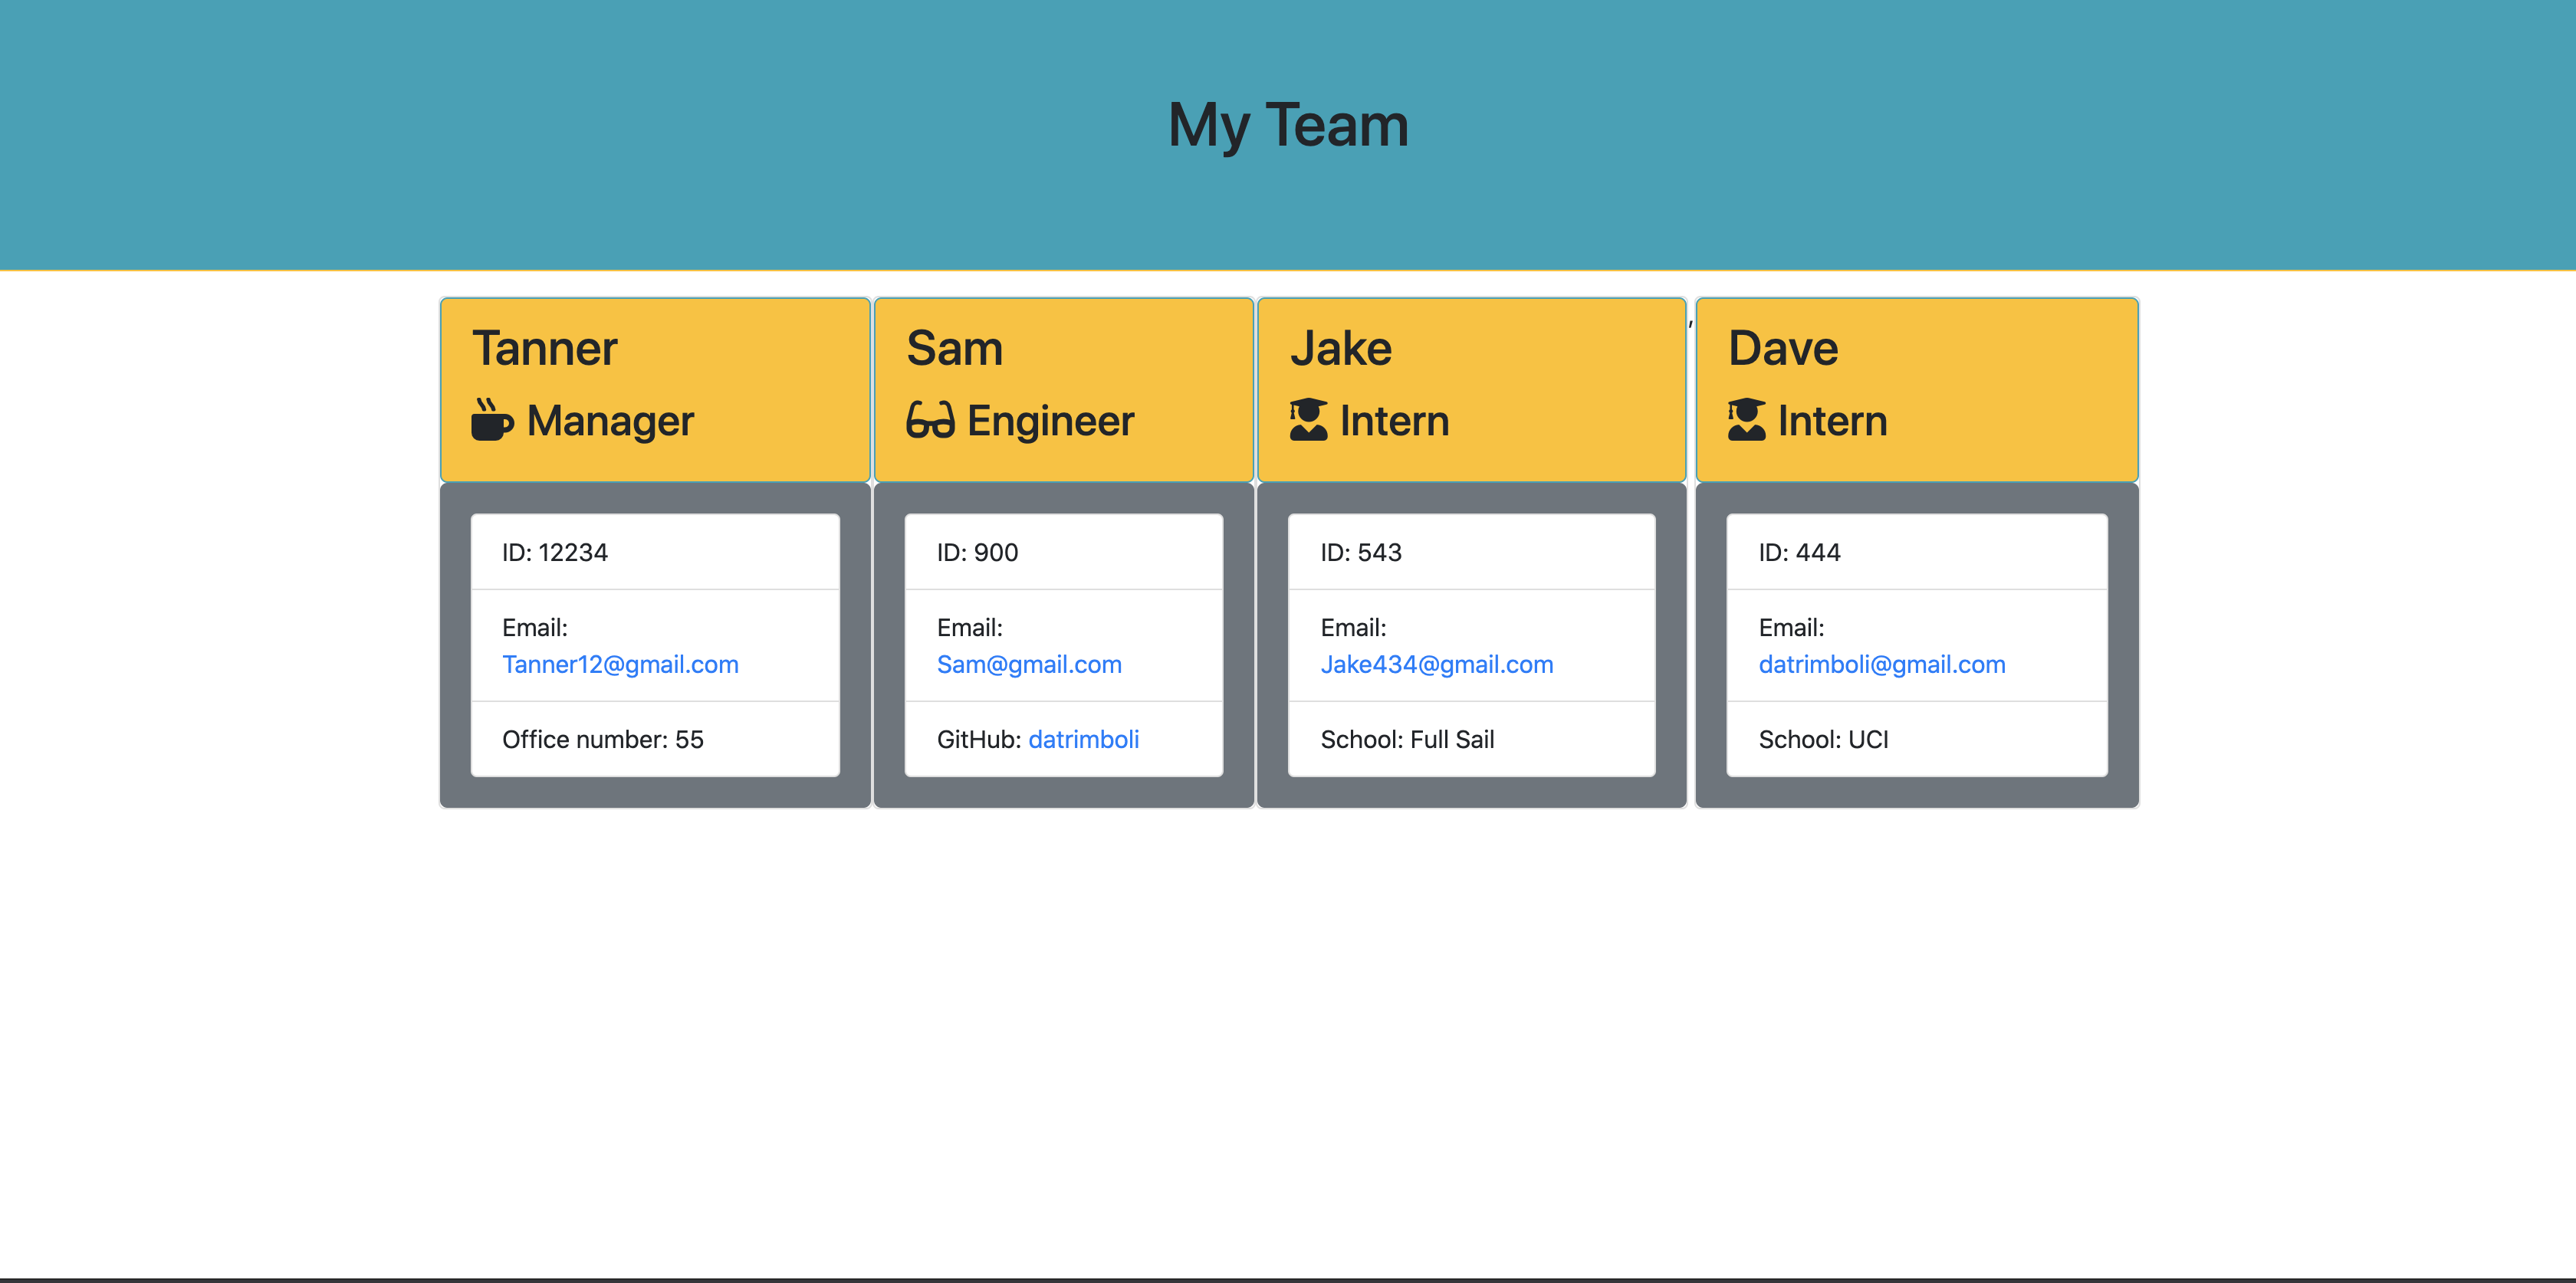 My Team
Tanner
Manager
ID: 12234
Email:
Tanner12@gmail.com
Office number: 55
Sam
Engineer
ID: 900
Email:
Sam@gmail.com
GitHub: datrimboli
Jake
Intern
ID: 543
Email:
Jake434@gmail.com
School: Full Sail
,
Dave
Intern
ID: 444
Email:
datrimboli@gmail.com
School: UCI